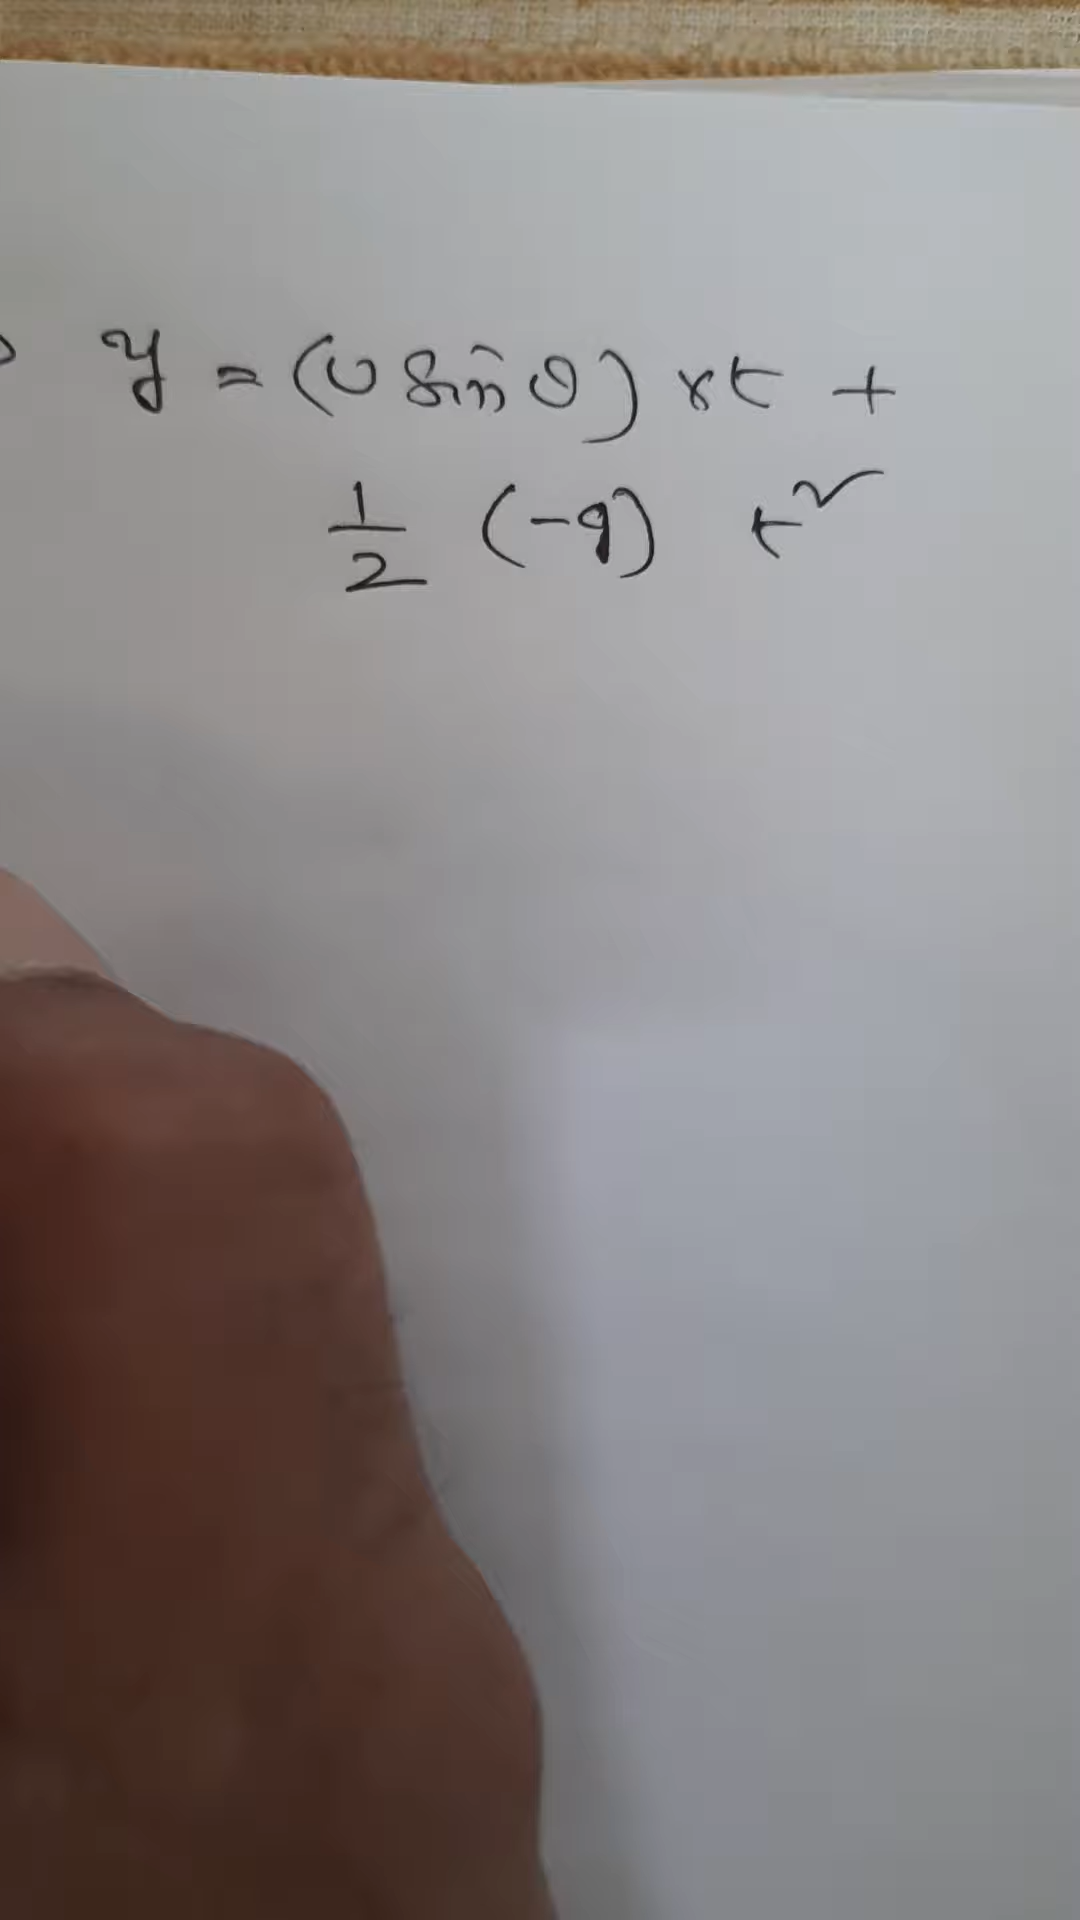 y = (U sin θ) x t +
1/2 (-g) t²